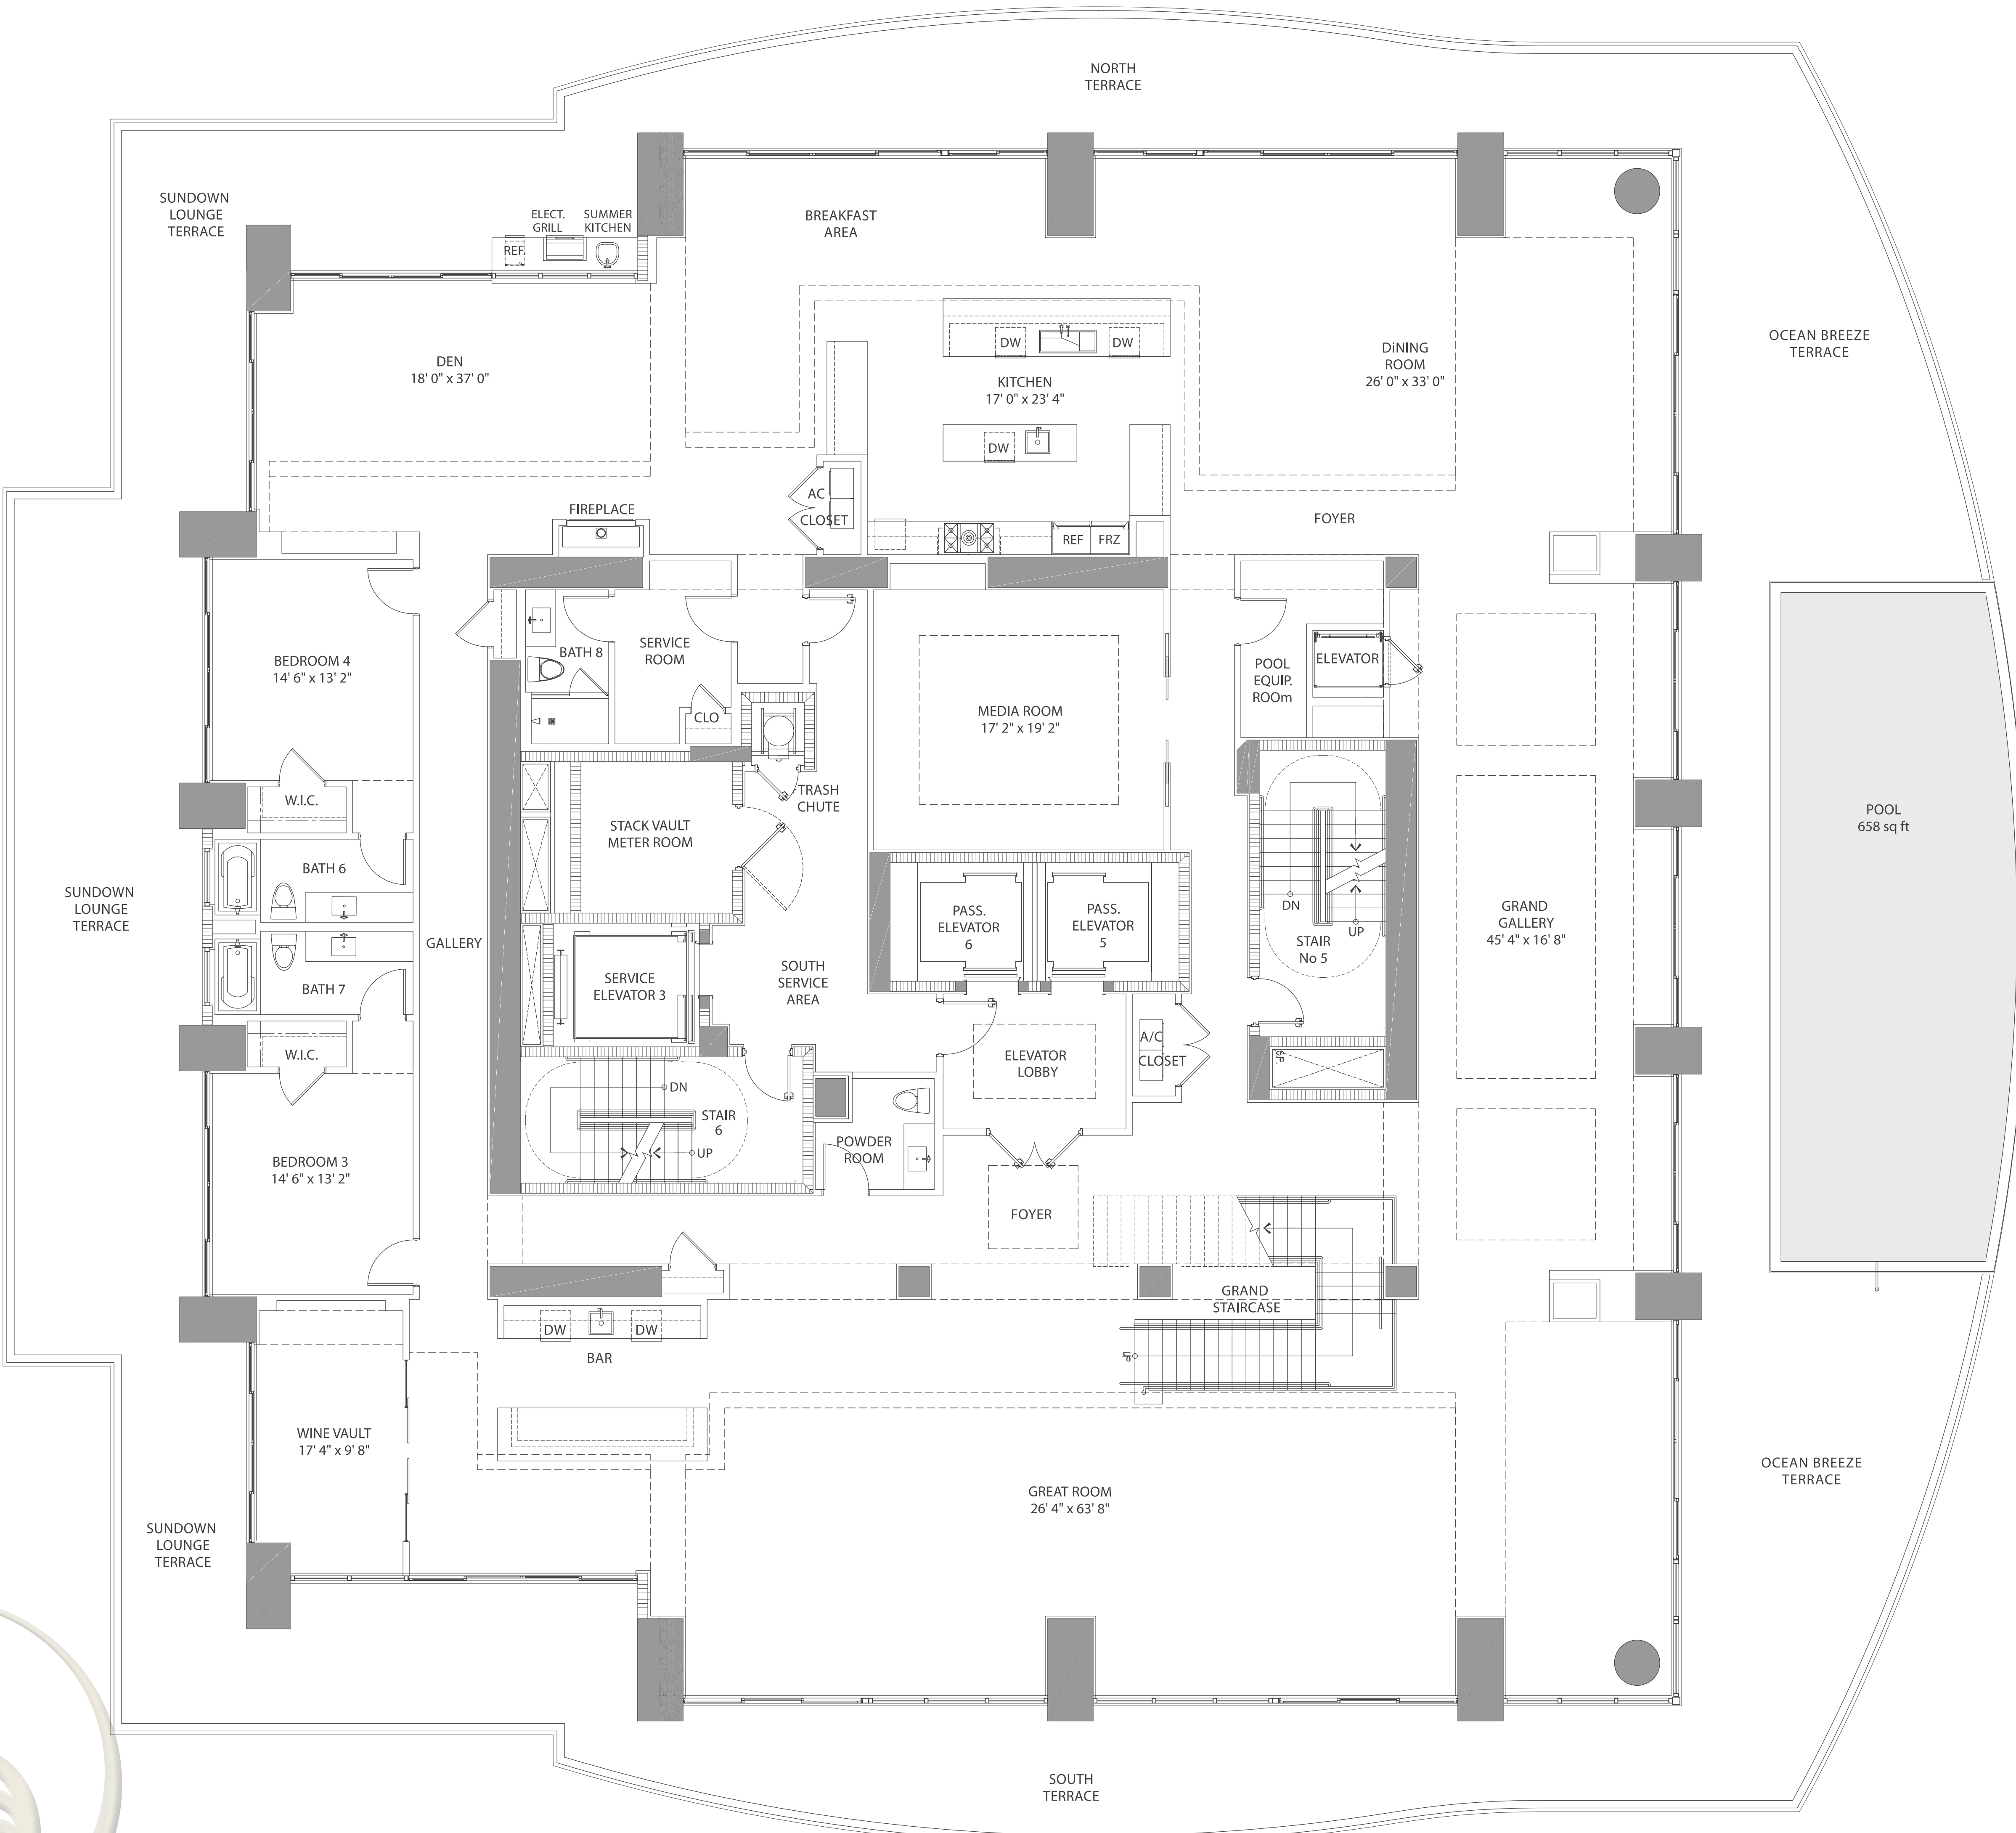 NORTH
TERRACE
SUNDOWN
LOUNGE
TERRACE
ELECT.
GRILL
SUMMER
KITCHEN
REF.
BREAKFAST
AREA
OCEAN BREEZE
TERRACE
DEN
18' 0" x 37' 0"
DW
DW
KITCHEN
17' 0" x 23' 4"
DW
DiNING
ROOM
26' 0" x 33' 0"
AC
CLOSET
FIREPLACE
REF
FRZ
FOYER
BEDROOM 4
14' 6" x 13' 2"
BATH 8
SERVICE
ROOM
CLO
MEDIA ROOM
17' 2" x 19' 2"
POOL
EQUIP.
ROOm
ELEVATOR
W.I.C.
TRASH
CHUTE
STACK VAULT
METER ROOM
POOL
658 sq ft
BATH 6
SUNDOWN
LOUNGE
TERRACE
GALLERY
PASS.
ELEVATOR
6
PASS.
ELEVATOR
5
DN
UP
STAIR
No 5
GRAND
GALLERY
45' 4" x 16' 8"
BATH 7
SERVICE
ELEVATOR 3
SOUTH
SERVICE
AREA
W.I.C.
ELEVATOR
LOBBY
A/C
CLOSET
DN
STAIR
6
UP
POWDER
ROOM
BEDROOM 3
14' 6" x 13' 2"
FOYER
GRAND
STAIRCASE
DW
DW
BAR
WINE VAULT
17' 4" x 9' 8"
GREAT ROOM
26' 4" x 63' 8"
OCEAN BREEZE
TERRACE
SUNDOWN
LOUNGE
TERRACE
SOUTH
TERRACE